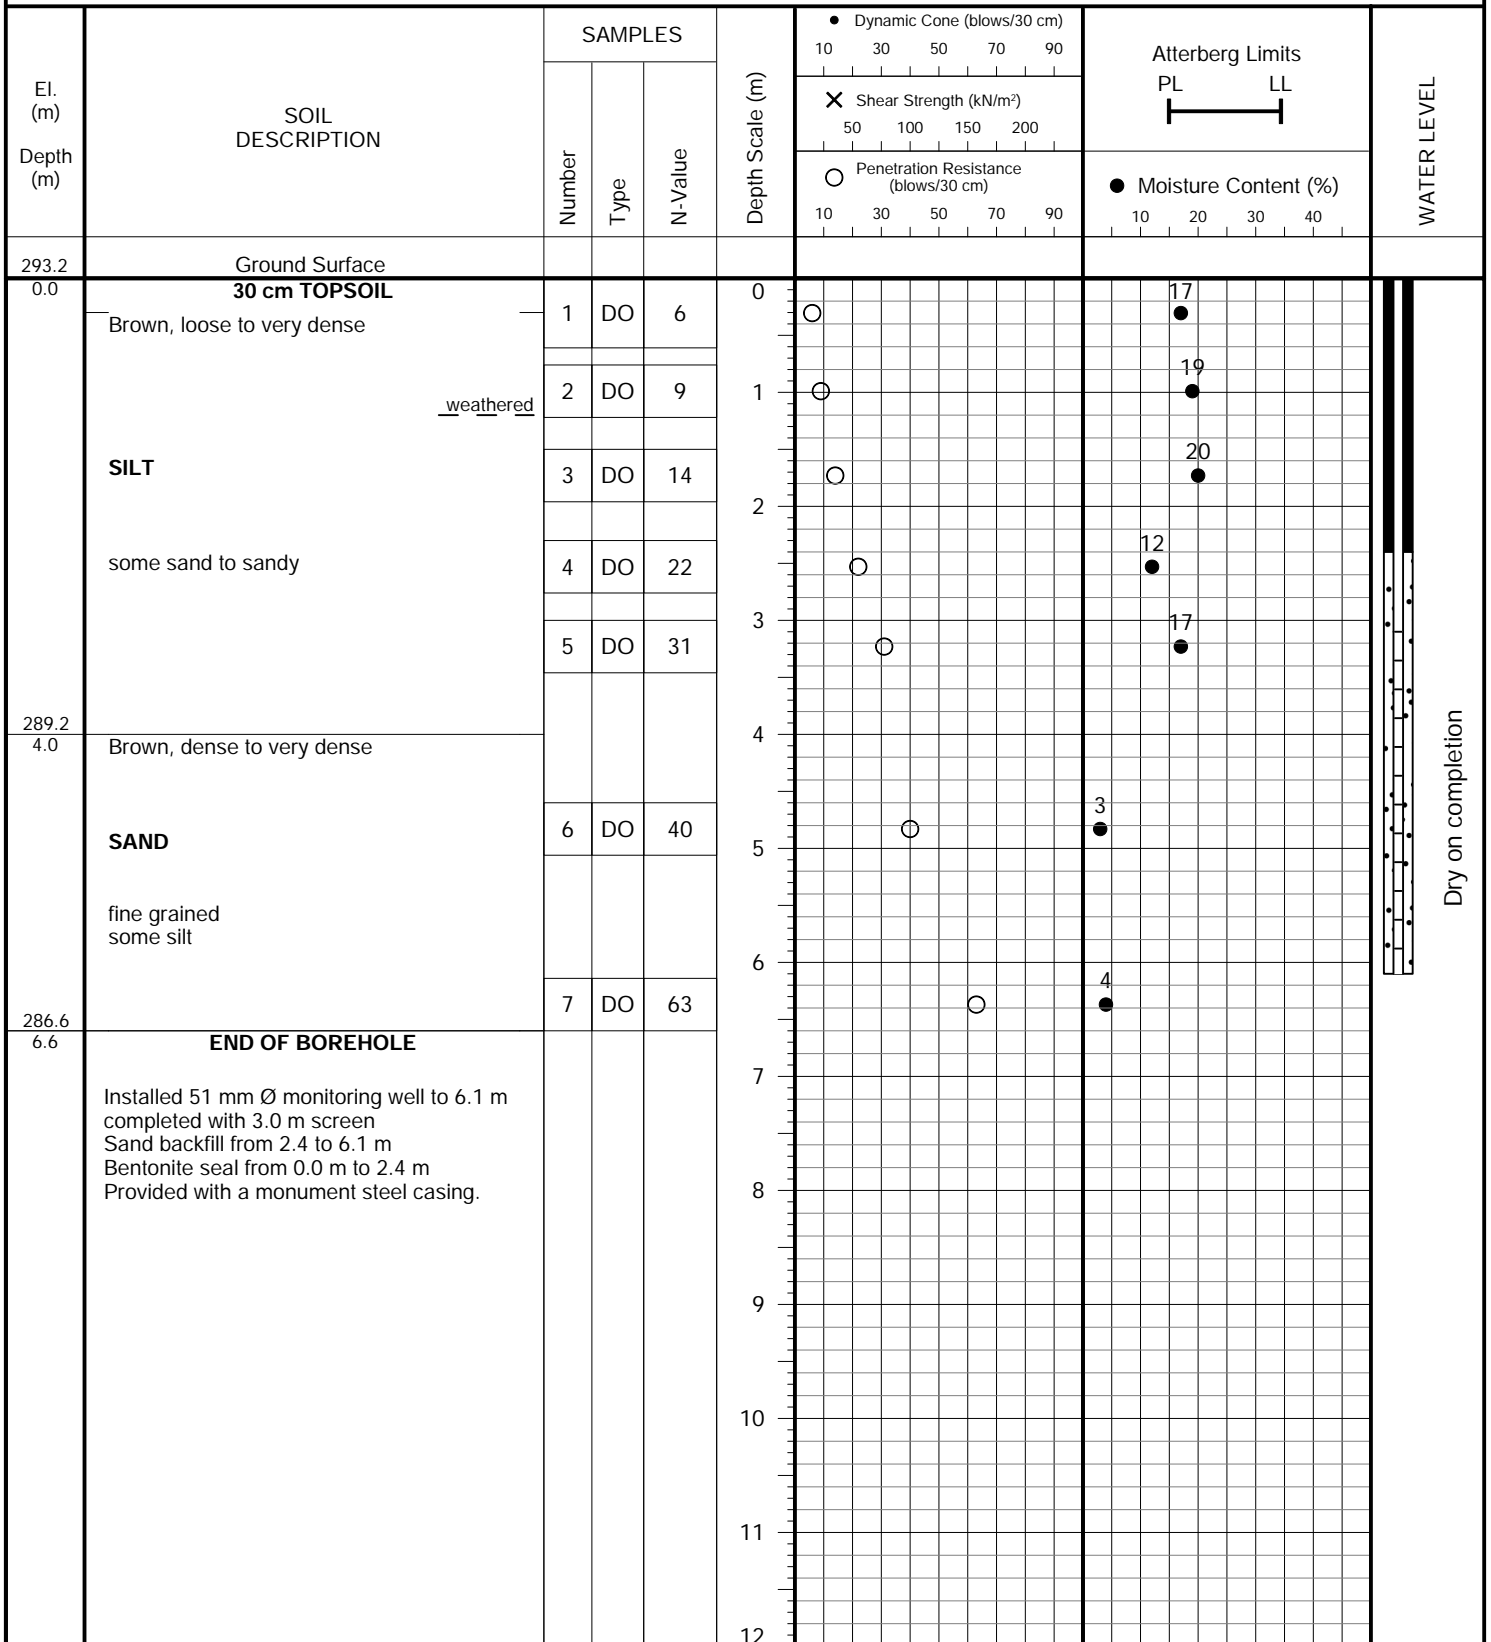 El.
(m)
Depth
(m)
SOIL
DESCRIPTION
SAMPLES
Number
Type
N-Value
Depth Scale (m)
Dynamic Cone (blows/30 cm)
10 30 50 70 90
Shear Strength (kN/m²)
50 100 150 200
Penetration Resistance
(blows/30 cm)
10 30 50 70 90
Atterberg Limits
PL LL
Moisture Content (%)
10 20 30 40
WATER LEVEL
293.2 Ground Surface
0.0 30 cm TOPSOIL 0 17
Brown, loose to very dense 1 DO 6
19
weathered 2 DO 9 1
20
SILT 3 DO 14
2
12
some sand to sandy 4 DO 22
3 17
5 DO 31
289.2
4.0 Brown, dense to very dense 4
3
SAND 6 DO 40
5
Dry on completion
fine grained
some silt
6
4
7 DO 63
286.6
6.6 END OF BOREHOLE
7
Installed 51 mm Ø monitoring well to 6.1 m
completed with 3.0 m screen
Sand backfill from 2.4 to 6.1 m
Bentonite seal from 0.0 m to 2.4 m
Provided with a monument steel casing.
8
9
10
11
12